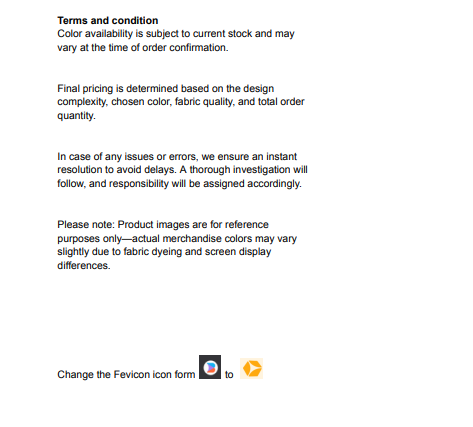 Terms and condition
Color availability is subject to current stock and may
vary at the time of order confirmation.
Final pricing is determined based on the design
complexity, chosen color, fabric quality, and total order
quantity.
In case of any issues or errors, we ensure an instant
resolution to avoid delays. A thorough investigation will
follow, and responsibility will be assigned accordingly.
Please note: Product images are for reference
purposes only—actual merchandise colors may vary
slightly due to fabric dyeing and screen display
differences.
Change the Fevicon icon form to